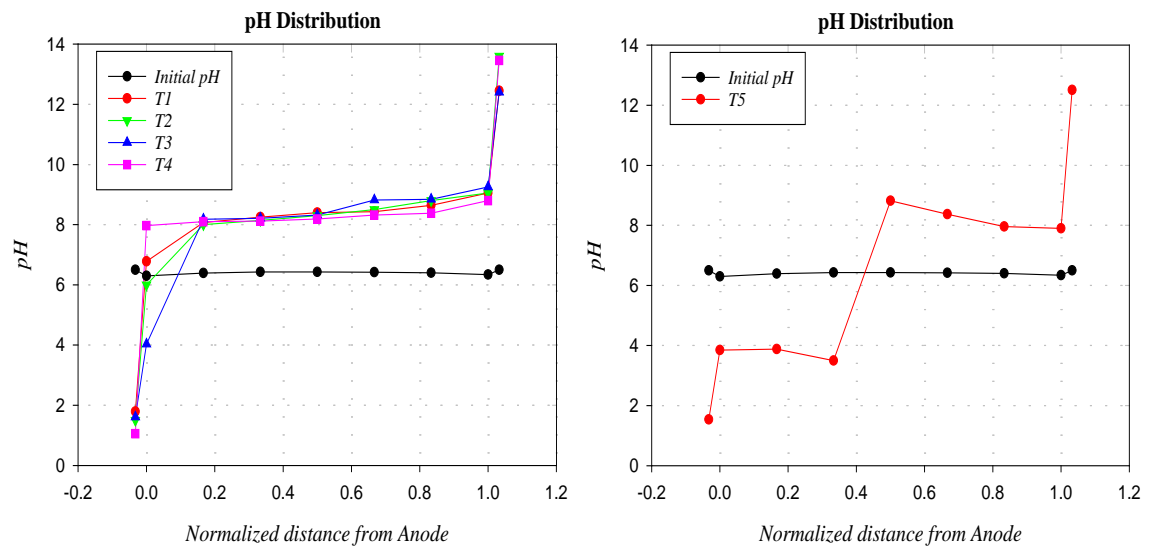 pH Distribution
14
12
10
8
6
4
2
0
pH
Initial pH
T1
T2
T3
T4
-0.2 0.0 0.2 0.4 0.6 0.8 1.0 1.2
Normalized distance from Anode
pH Distribution
14
12
10
8
6
4
2
0
pH
Initial pH
T5
-0.2 0.0 0.2 0.4 0.6 0.8 1.0 1.2
Normalized distance from Anode